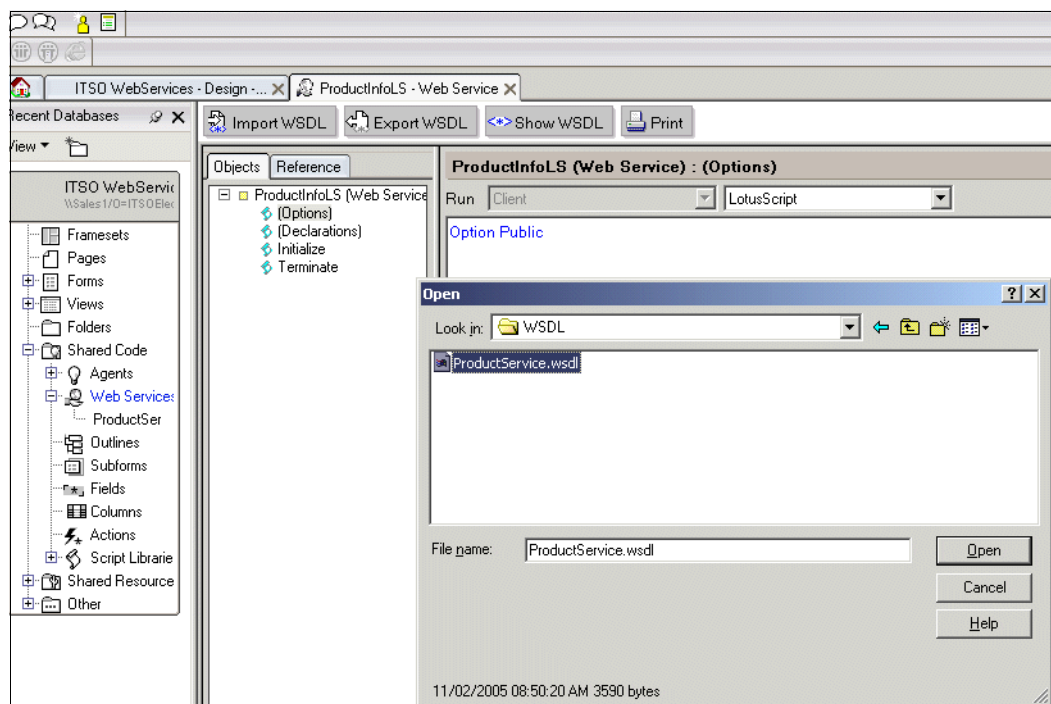 ITSO WebServices - Design -...
ProductInfoLS - Web Service
Recent Databases
View
ITSO WebServic
\\Sales1/O=ITSOElec
Framesets
Pages
Forms
Views
Folders
Shared Code
Agents
Web Services
ProductSer
Outlines
Subforms
Fields
Columns
Actions
Script Librarie
Shared Resource
Other
Import WSDL
Export WSDL
Show WSDL
Print
Objects
Reference
ProductInfoLS (Web Service
(Options)
(Declarations)
Initialize
Terminate
ProductInfoLS (Web Service) : (Options)
Run Client LotusScript
Option Public
Open
Look in: WSDL
ProductService.wsdl
File name: ProductService.wsdl
Open
Cancel
Help
11/02/2005 08:50:20 AM 3590 bytes